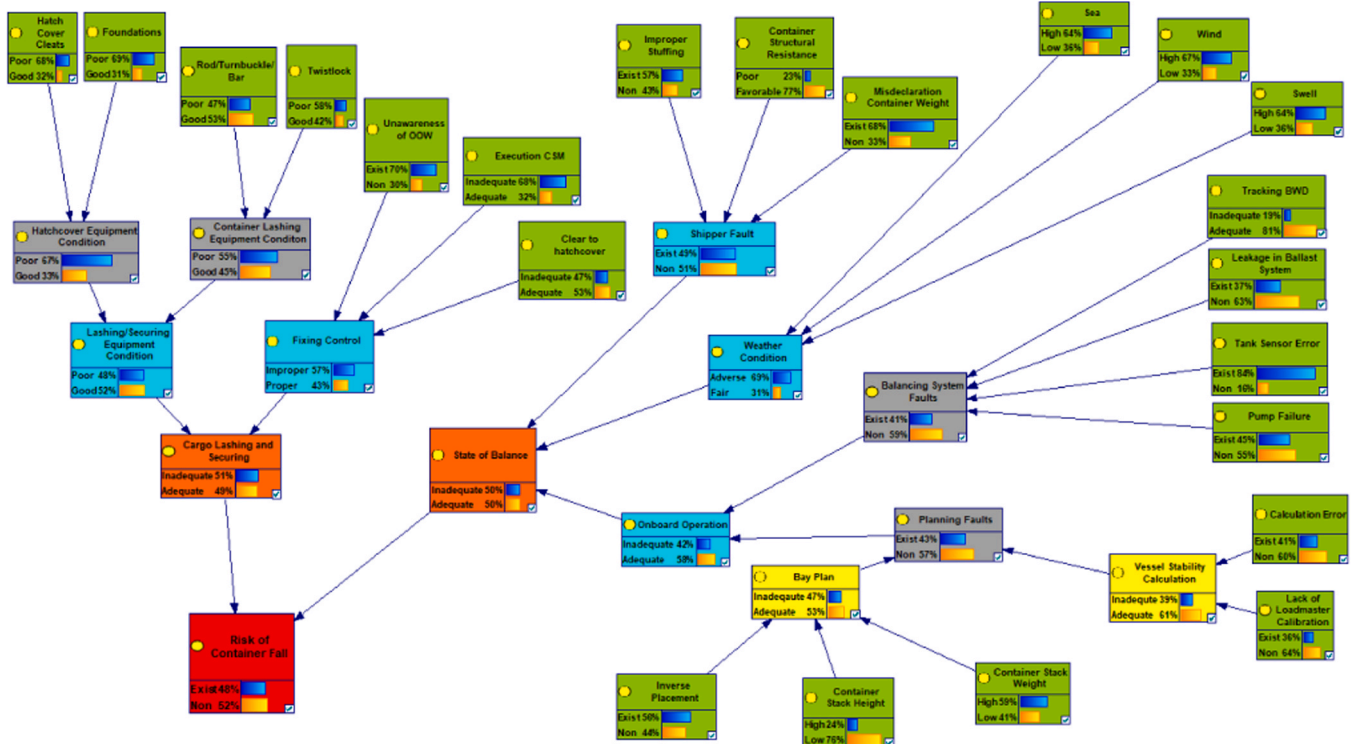 Hatch
Cover
Cleats
Poor 68%
Good 32%
Foundations
Poor 69%
Good 31%
Rod/Turnbuckle/
Bar
Poor 47%
Good 53%
Twistlock
Poor 58%
Good 42%
Unawareness
of OOW
Exist 70%
Non 30%
Execution CSM
Inadequate 68%
Adequate 32%
Improper
Stuffing
Exist 57%
Non 43%
Container
Structural
Resistance
Poor 23%
Favorable 77%
Misdeclaration
Container Weight
Exist 68%
Non 33%
Sea
High 64%
Low 36%
Wind
High 67%
Low 33%
Swell
High 64%
Low 36%
Hatchcover Equipment
Condition
Poor 67%
Good 33%
Container Lashing
Equipment Conditon
Poor 55%
Good 45%
Clear to
hatchcover
Inadequate 47%
Adequate 53%
Shipper Fault
Exist 49%
Non 51%
Tracking BWD
Inadequate 19%
Adequate 81%
Leakage in Ballast
System
Exist 37%
Non 63%
Lashing/Securing
Equipment
Condition
Poor 48%
Good 52%
Fixing Control
Improper 57%
Proper 43%
Weather
Condition
Adverse 69%
Fair 31%
Tank Sensor Error
Exist 84%
Non 16%
Balancing System
Faults
Exist 41%
Non 59%
Pump Failure
Exist 45%
Non 55%
Cargo Lashing and
Securing
Inadequate 51%
Adequate 49%
State of Balance
Inadequate 50%
Adequate 50%
Onboard Operation
Inadequate 42%
Adequate 58%
Planning Faults
Exist 43%
Non 57%
Calculation Error
Exist 41%
Non 60%
Bay Plan
Inadeqaute 47%
Adequate 53%
Vessel Stability
Calculation
Inadequte 39%
Adequate 61%
Lack of
Loadmaster
Calibration
Exist 36%
Non 64%
Risk of
Container Fall
Exist 48%
Non 52%
Inverse
Placement
Exist 56%
Non 44%
Container
Stack Height
High 24%
Low 76%
Container Stack
Weight
High 59%
Low 41%